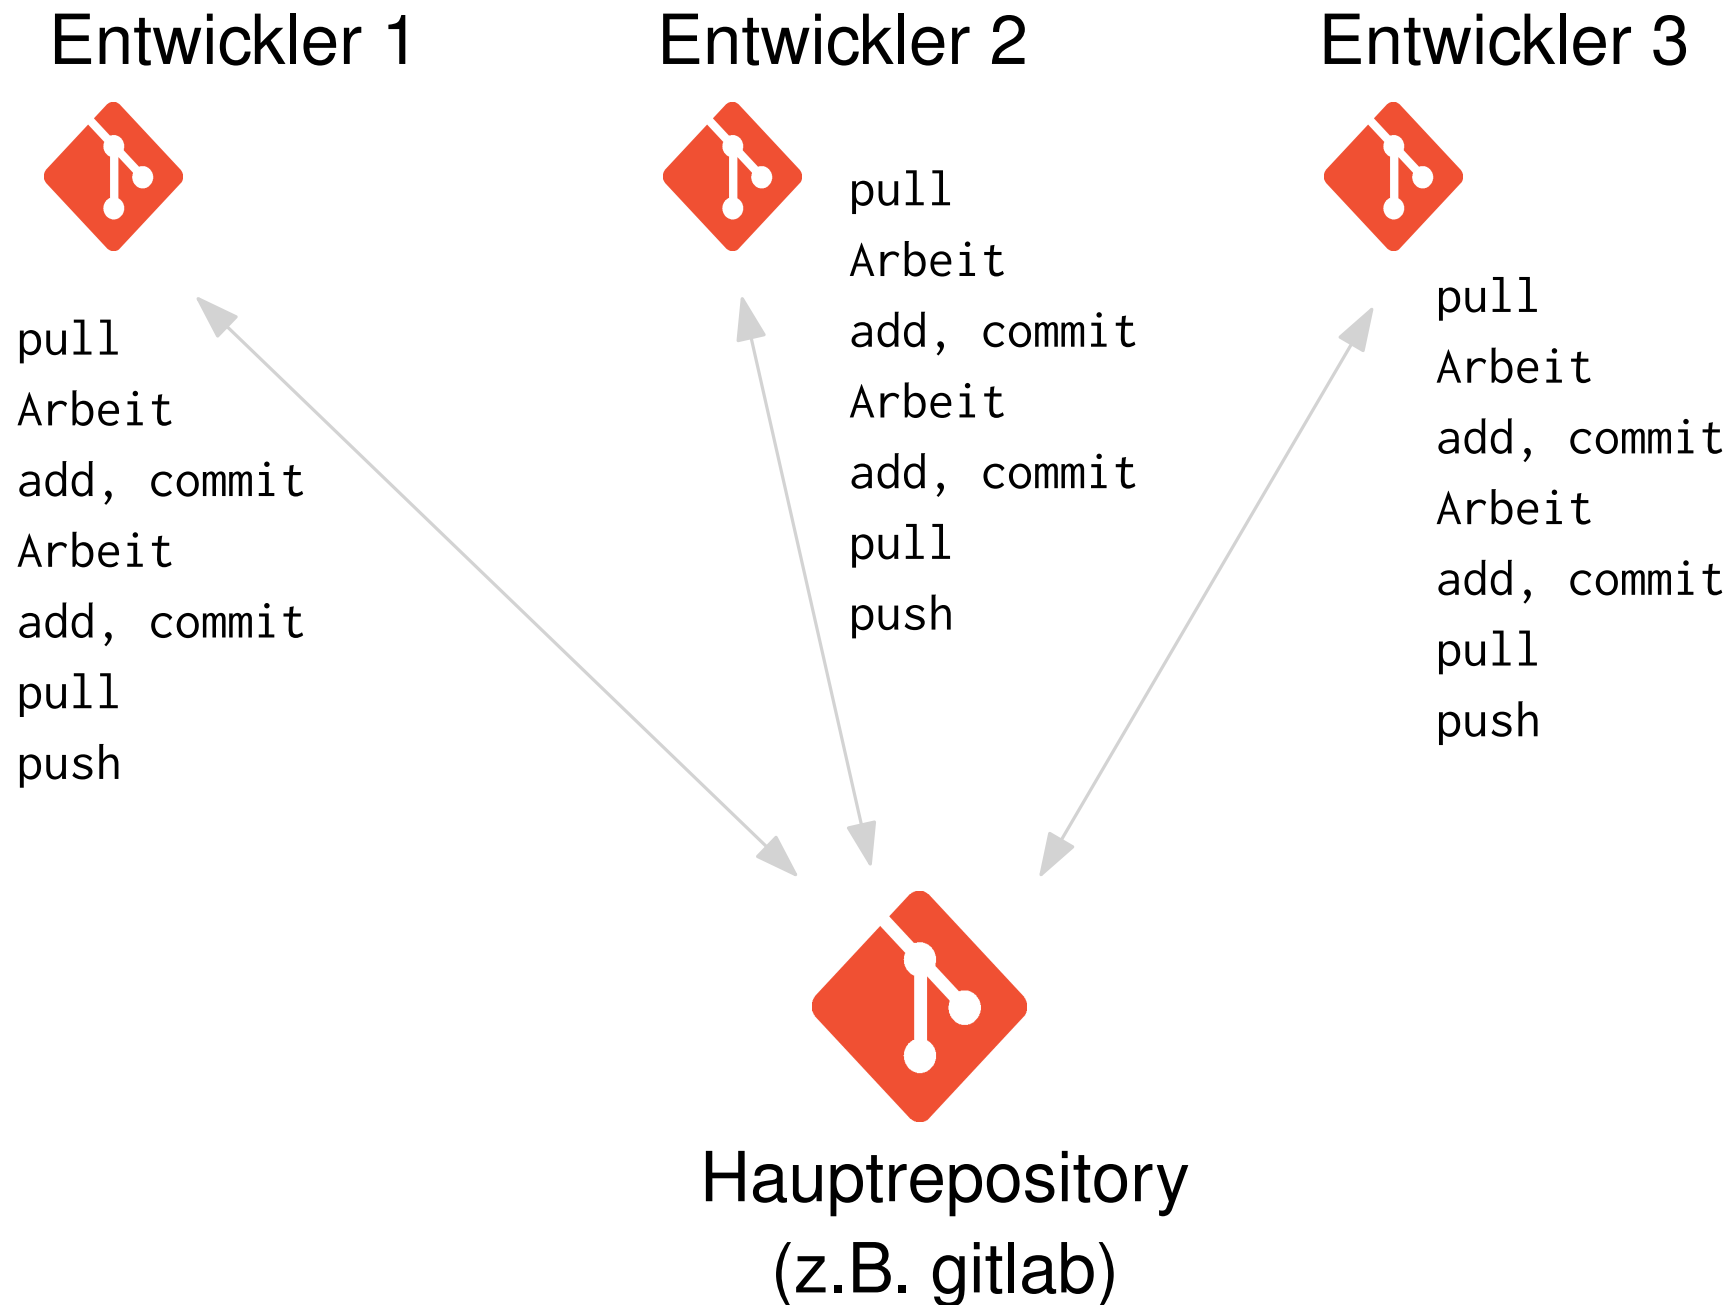 Entwickler 1
pull
Arbeit
add, commit
Arbeit
add, commit
pull
push
Entwickler 2
pull
Arbeit
add, commit
Arbeit
add, commit
pull
push
Entwickler 3
pull
Arbeit
add, commit
Arbeit
add, commit
pull
push
Hauptrepository
(z.B. gitlab)